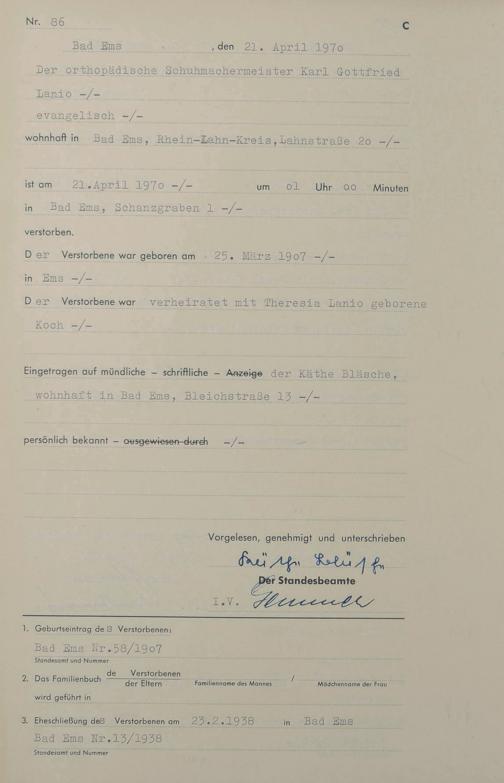 Nr. 86
C
Bad Ems , den 21. April 1970
Der orthopädische Schuhmachermeister Karl Gottfried
Lanio -/-
evangelisch -/-
wohnhaft in Bad Ems, Rhein-Lahn-Kreis, Lahnstraße 20 -/-
ist am 21.April 1970 -/- um 01 Uhr 00 Minuten
in Bad Ems, Schanzgraben 1 -/-
verstorben.
Der Verstorbene war geboren am 25. März 1907 -/-
in Ems -/-
Der Verstorbene war verheiratet mit Theresia Lanio geborene
Koch -/-
Eingetragen auf mündliche – schriftliche – Anzeige der Käthe Bläsche,
wohnhaft in Bad Ems, Bleichstraße 13 -/-
persönlich bekannt – ausgewiesen durch -/-
Vorgelesen, genehmigt und unterschrieben
Der Standesbeamte
I.V.
1. Geburtseintrag des Verstorbenen:
Bad Ems Nr.58/1907
Standesamt und Nummer
2. Das Familienbuch de Verstorbenen / der Eltern Familienname des Mannes / Mädchenname der Frau
wird geführt in
3. Eheschließung des Verstorbenen am 23.2.1938 in Bad Ems
Bad Ems Nr.13/1938
Standesamt und Nummer